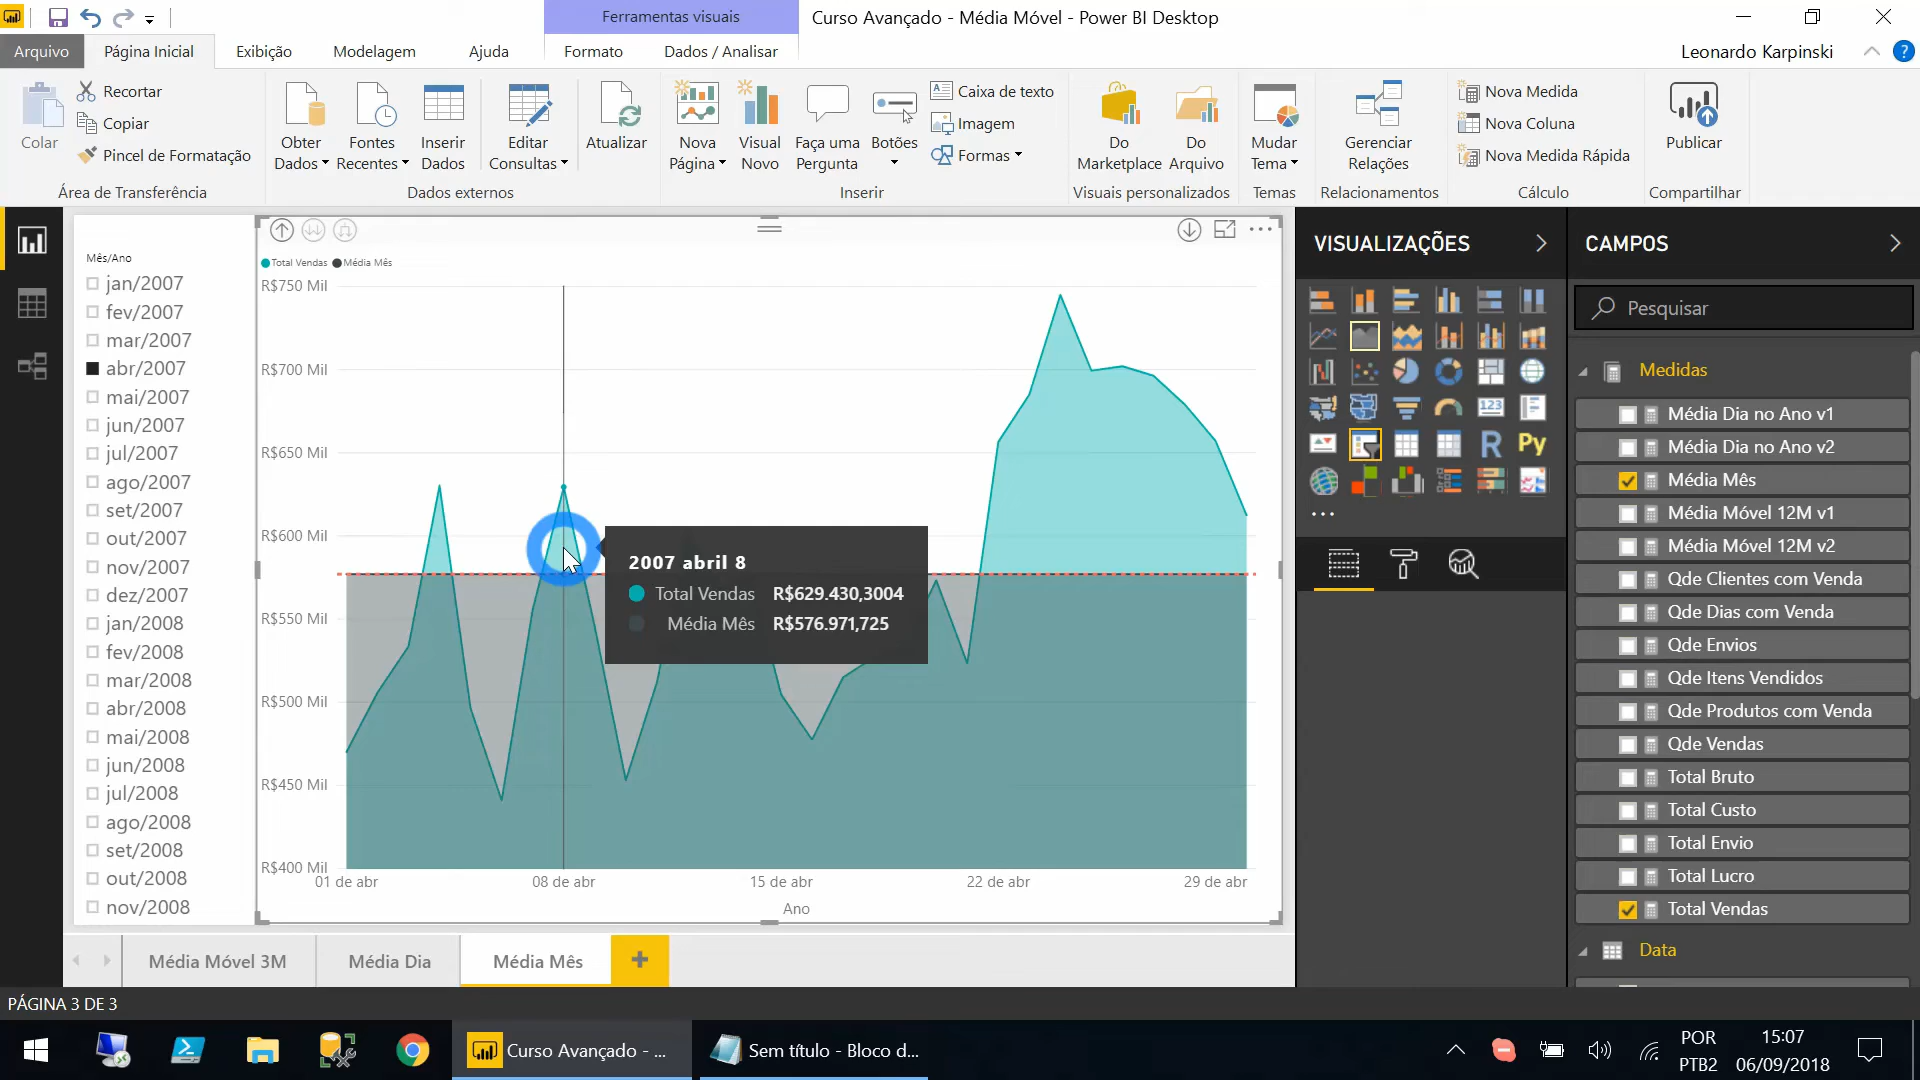 Ferramentas visuais
Curso Avançado - Média Móvel - Power BI Desktop
Arquivo
Página Inicial
Exibição
Modelagem
Ajuda
Formato
Dados / Analisar
Leonardo Karpinski
?
Colar
Recortar
Copiar
Pincel de Formatação
Área de Transferência
Obter
Dados
Fontes
Recentes
Inserir
Dados
Editar
Consultas
Atualizar
Dados externos
Nova
Página
Visual
Novo
Faça uma
Pergunta
Botões
Caixa de texto
Imagem
Formas
Inserir
Do
Marketplace
Do
Arquivo
Visuais personalizados
Mudar
Tema
Temas
Gerenciar
Relações
Relacionamentos
Nova Medida
Nova Coluna
Nova Medida Rápida
Cálculo
Publicar
Compartilhar
Mês/Ano
jan/2007
fev/2007
mar/2007
abr/2007
mai/2007
jun/2007
jul/2007
ago/2007
set/2007
out/2007
nov/2007
dez/2007
jan/2008
fev/2008
mar/2008
abr/2008
mai/2008
jun/2008
jul/2008
ago/2008
set/2008
out/2008
nov/2008
Total Vendas
Média Mês
R$750 Mil
R$700 Mil
R$650 Mil
R$600 Mil
R$550 Mil
R$500 Mil
R$450 Mil
R$400 Mil
2007 abril 8
Total Vendas R$629.430,3004
Média Mês R$576.971,725
01 de abr
08 de abr
15 de abr
22 de abr
29 de abr
Ano
VISUALIZAÇÕES
123
R
Py
CAMPOS
Pesquisar
Medidas
Média Dia no Ano v1
Média Dia no Ano v2
Média Mês
Média Móvel 12M v1
Média Móvel 12M v2
Qde Clientes com Venda
Qde Dias com Venda
Qde Envios
Qde Itens Vendidos
Qde Produtos com Venda
Qde Vendas
Total Bruto
Total Custo
Total Envio
Total Lucro
Total Vendas
Data
Média Móvel 3M
Média Dia
Média Mês
PÁGINA 3 DE 3
Curso Avançado - ...
Sem título - Bloco d...
POR
PTB2
15:07
06/09/2018